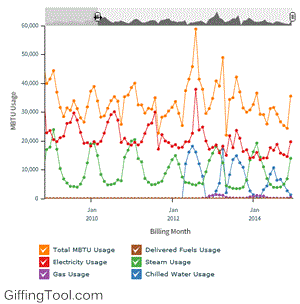 60,000
50,000
40,000
30,000
20,000
10,000
0
MBTU Usage
Jan 2010
Jan 2012
Jan 2014
Billing Month
Total MBTU Usage
Delivered Fuels Usage
Electricity Usage
Steam Usage
Gas Usage
Chilled Water Usage
GiffingTool.com